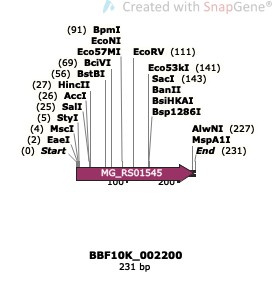 Created with SnapGene®
(91) BpmI
EcoNI
Eco57MI
EcoRV (111)
(69) BciVI
Eco53kI (141)
(56) BstBI
SacI (143)
(27) HincII
BanII
(26) AccI
BsiHKAI
(25) SalI
Bsp1286I
(5) StyI
(4) MscI
AlwNI (227)
(2) EaeI
MspA1I
(0) Start
End (231)
MG_RS01545
100
200
BBF10K_002200
231 bp